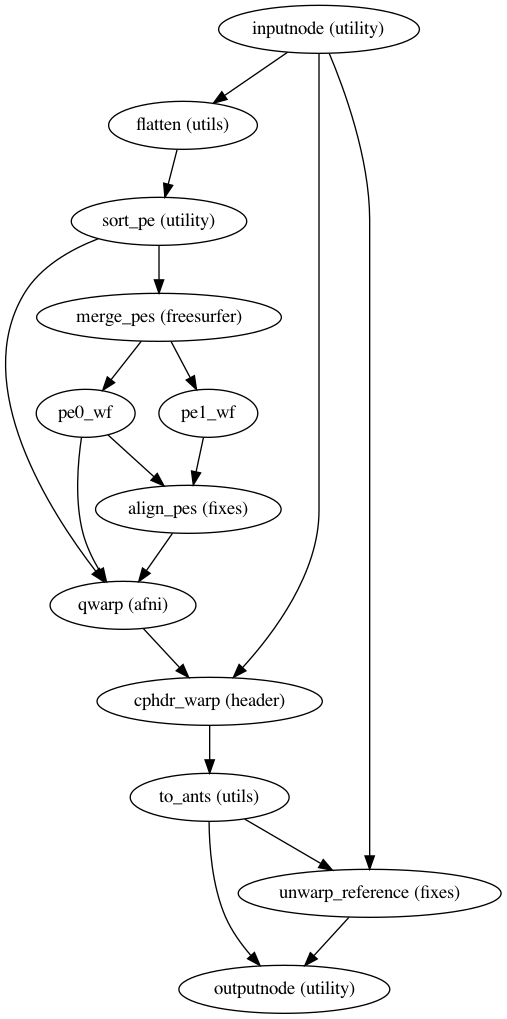 inputnode (utility)
flatten (utils)
sort_pe (utility)
merge_pes (freesurfer)
pe0_wf
pe1_wf
align_pes (fixes)
qwarp (afni)
cphdr_warp (header)
to_ants (utils)
unwarp_reference (fixes)
outputnode (utility)